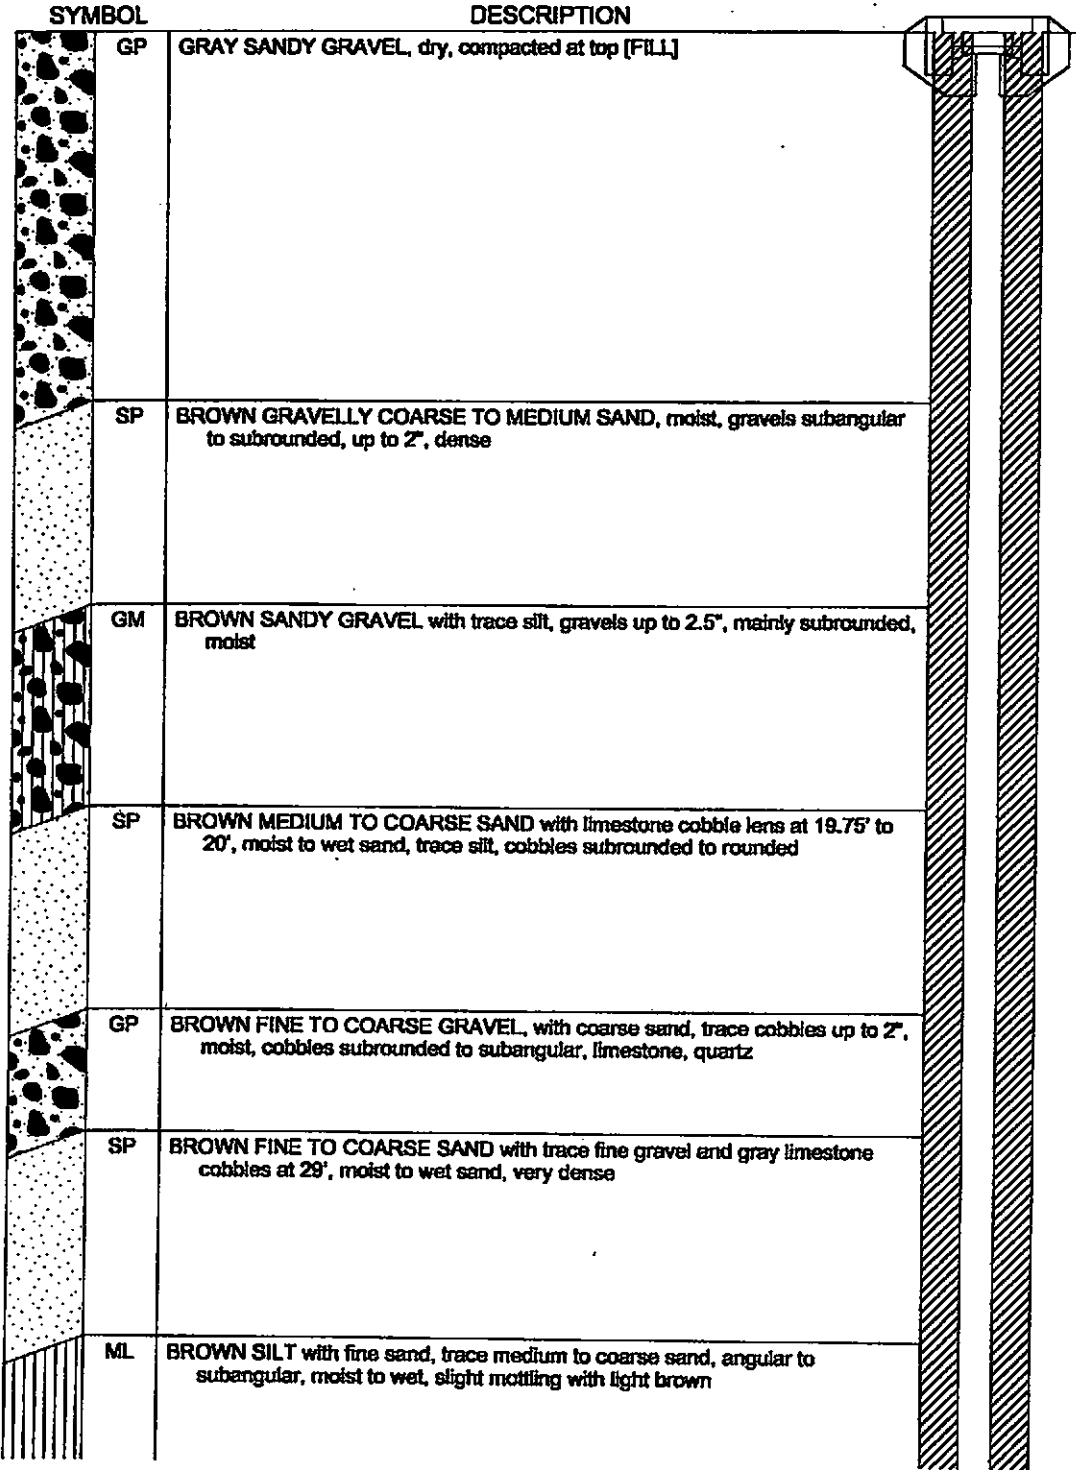 SYMBOL DESCRIPTION
GP GRAY SANDY GRAVEL, dry, compacted at top [FILL]
SP BROWN GRAVELLY COARSE TO MEDIUM SAND, moist, gravels subangular
to subrounded, up to 2", dense
GM BROWN SANDY GRAVEL with trace silt, gravels up to 2.5", mainly subrounded,
moist
SP BROWN MEDIUM TO COARSE SAND with limestone cobble lens at 19.75' to
20', moist to wet sand, trace silt, cobbles subrounded to rounded
GP BROWN FINE TO COARSE GRAVEL, with coarse sand, trace cobbles up to 2",
moist, cobbles subrounded to subangular, limestone, quartz
SP BROWN FINE TO COARSE SAND with trace fine gravel and gray limestone
cobbles at 29', moist to wet sand, very dense
ML BROWN SILT with fine sand, trace medium to coarse sand, angular to
subangular, moist to wet, slight mottling with light brown